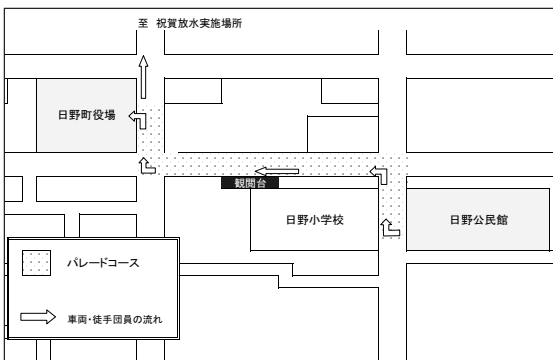 至 祝賀放水実施場所
日野町役場
観閲台
日野小学校
日野公民館
パレードコース
車両・徒手団員の流れ